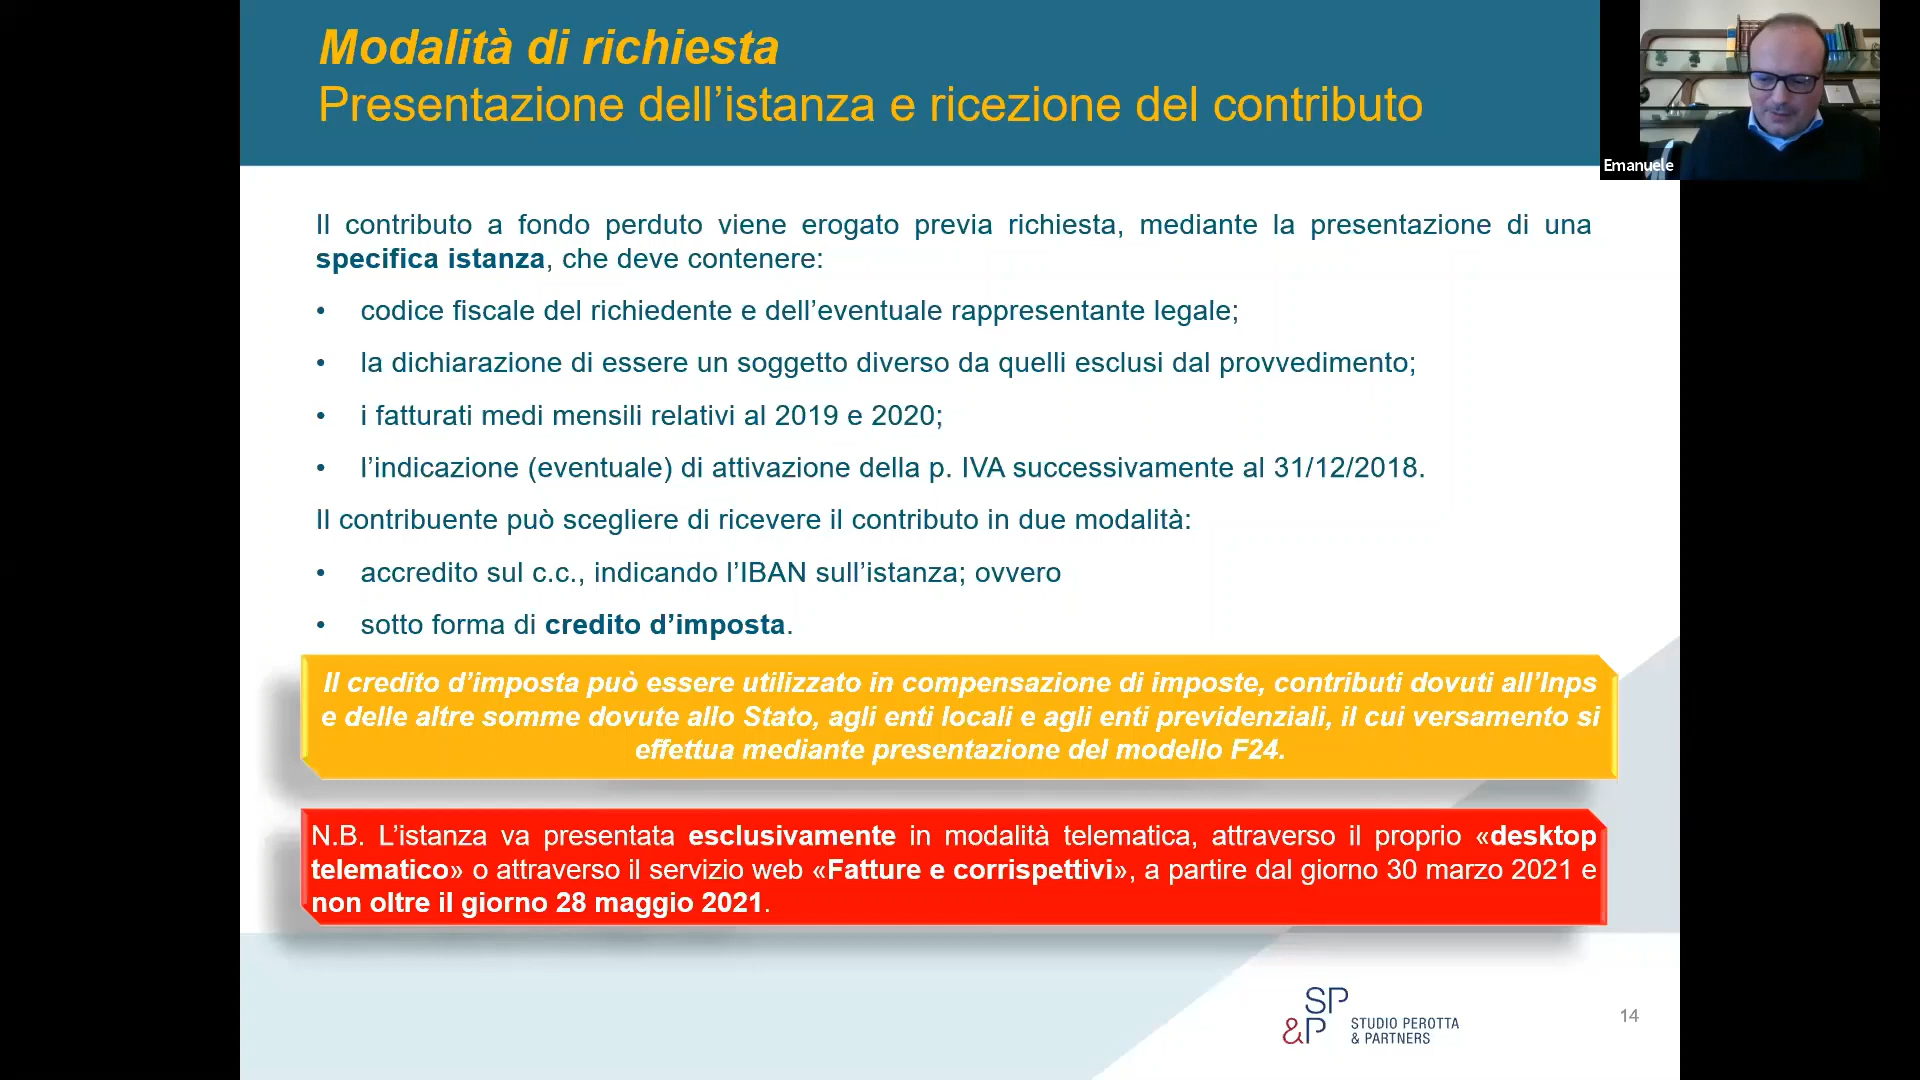 Modalità di richiesta
Presentazione dell’istanza e ricezione del contributo
Emanuele
Il contributo a fondo perduto viene erogato previa richiesta, mediante la presentazione di una
specifica istanza, che deve contenere:
• codice fiscale del richiedente e dell’eventuale rappresentante legale;
• la dichiarazione di essere un soggetto diverso da quelli esclusi dal provvedimento;
• i fatturati medi mensili relativi al 2019 e 2020;
• l’indicazione (eventuale) di attivazione della p. IVA successivamente al 31/12/2018.
Il contribuente può scegliere di ricevere il contributo in due modalità:
• accredito sul c.c., indicando l’IBAN sull’istanza; ovvero
• sotto forma di credito d’imposta.
Il credito d’imposta può essere utilizzato in compensazione di imposte, contributi dovuti all’Inps
e delle altre somme dovute allo Stato, agli enti locali e agli enti previdenziali, il cui versamento si
effettua mediante presentazione del modello F24.
N.B. L’istanza va presentata esclusivamente in modalità telematica, attraverso il proprio «desktop
telematico» o attraverso il servizio web «Fatture e corrispettivi», a partire dal giorno 30 marzo 2021 e
non oltre il giorno 28 maggio 2021.
SP
&P
STUDIO PEROTTA
& PARTNERS
14